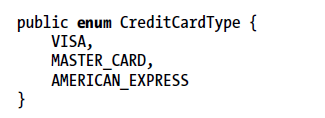 public enum CreditCardType {
    VISA,
    MASTER_CARD,
    AMERICAN_EXPRESS
}